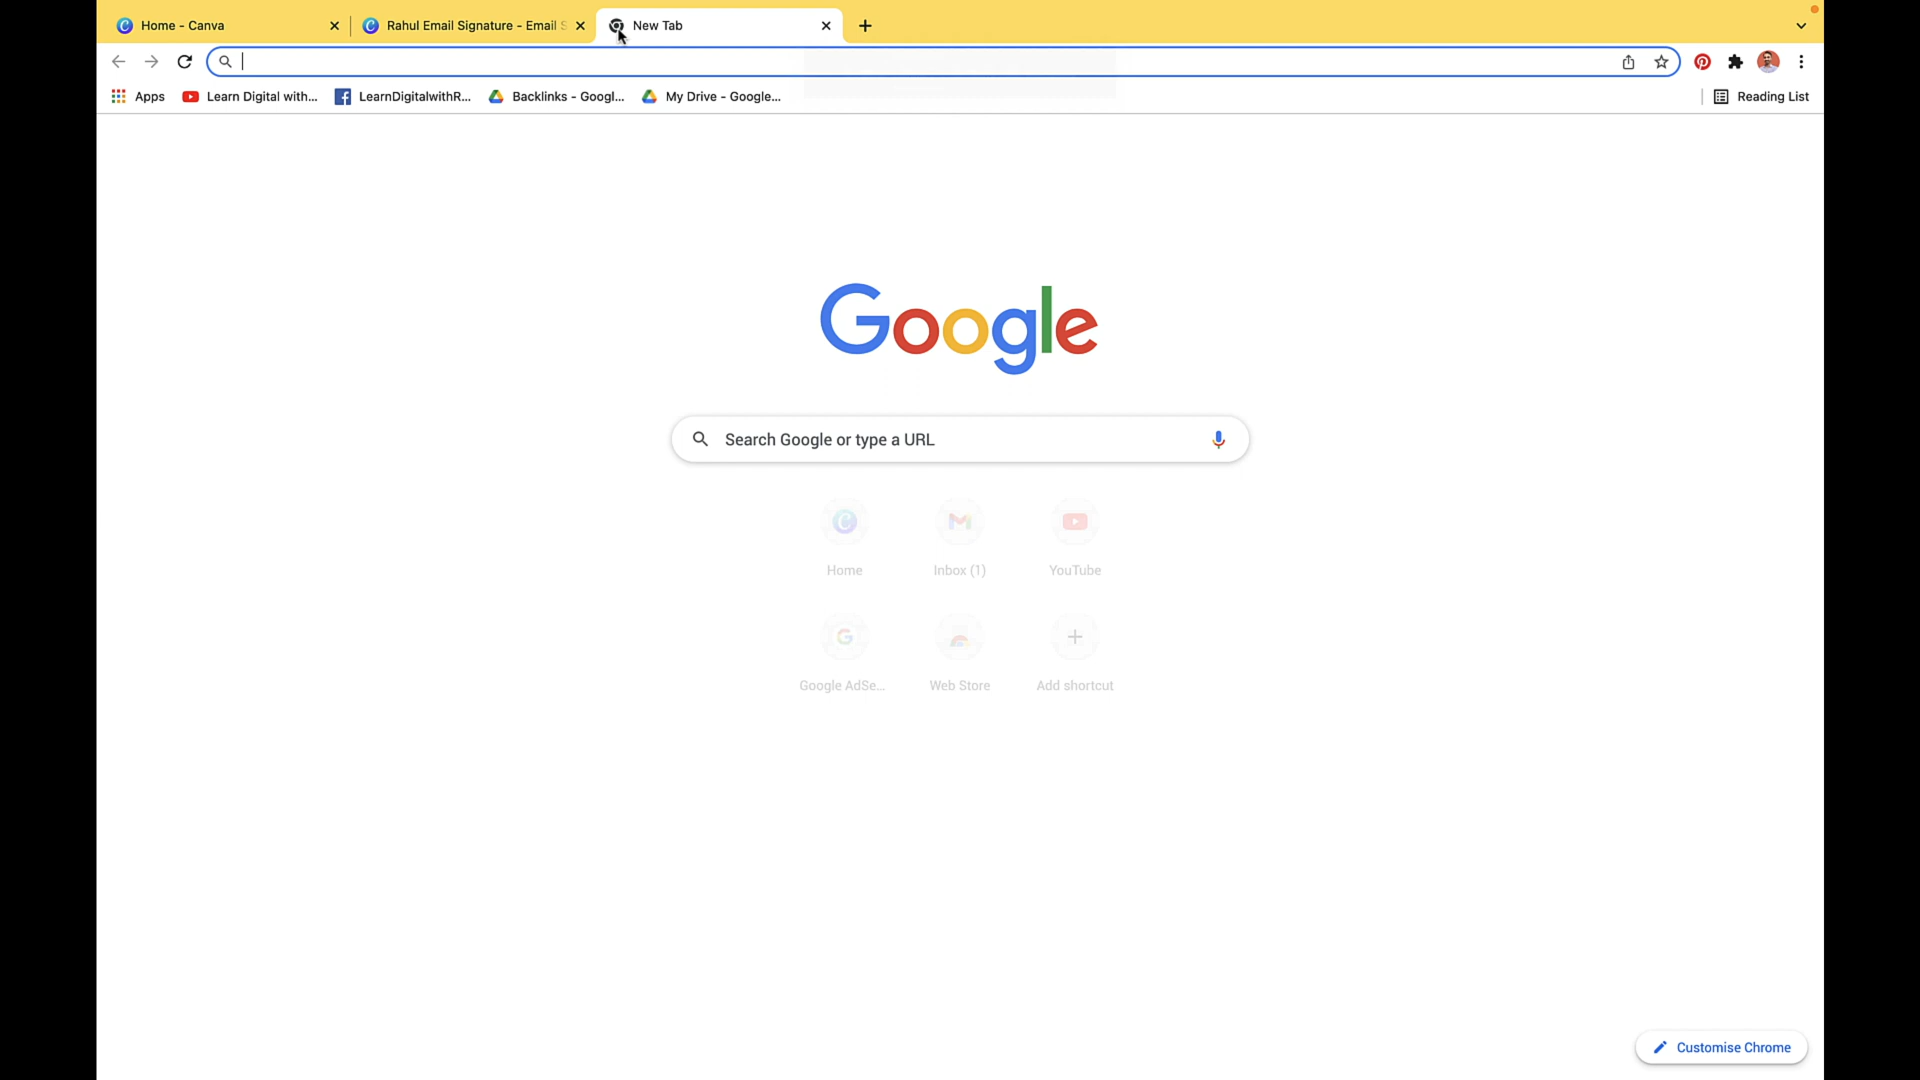 Home - Canva
Rahul Email Signature - Email S
New Tab
Apps
Learn Digital with...
LearnDigitalwithR...
Backlinks - Googl...
My Drive - Google...
Reading List
Google
Search Google or type a URL
Home
Inbox (1)
YouTube
Google AdSe...
Web Store
Add shortcut
Customise Chrome